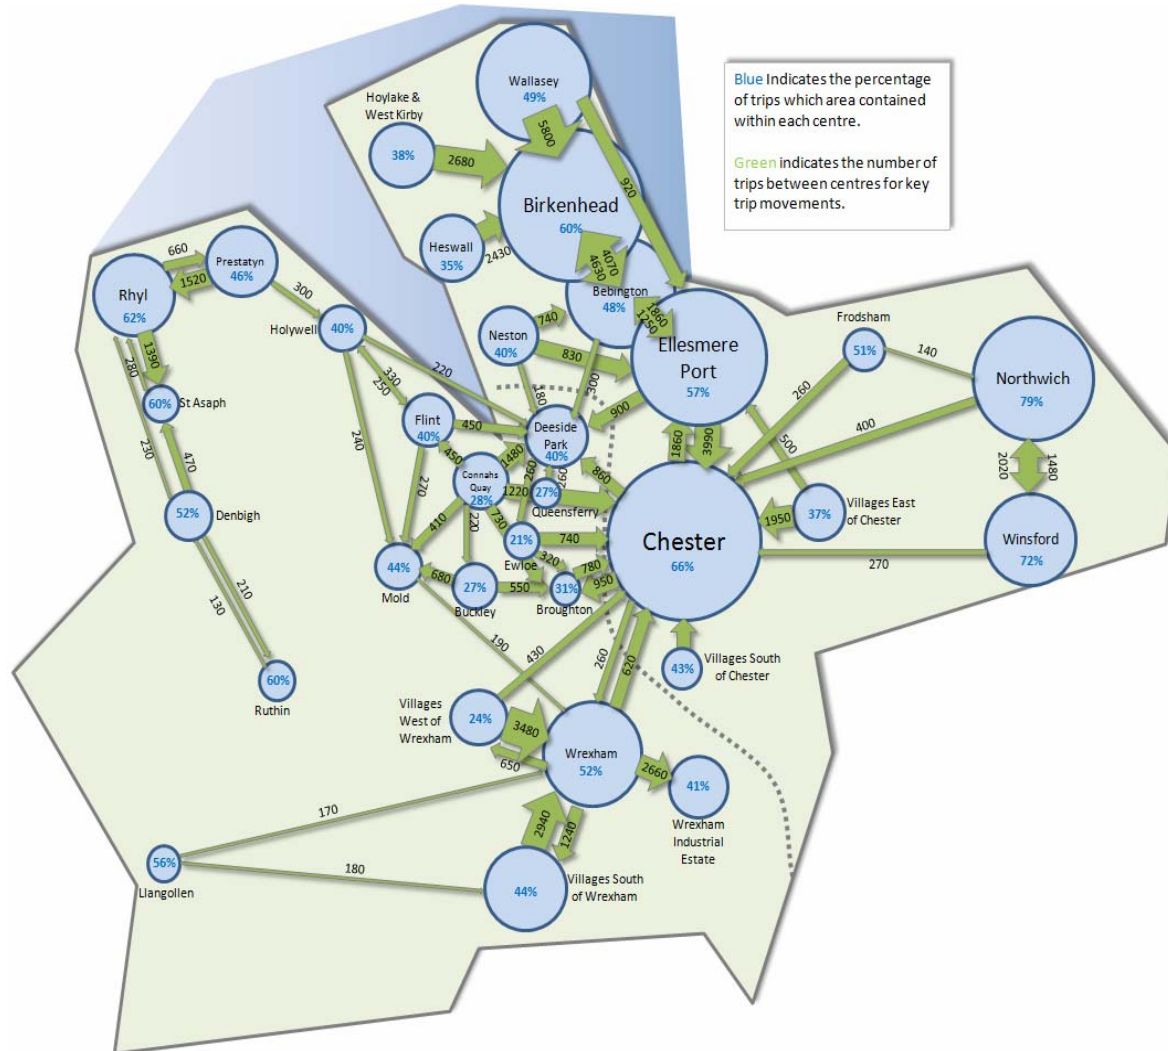 Wallasey
49%
Hoylake &
West Kirby
38%
2680
5800
920
Birkenhead
60%
Heswall
35%
2430
4070
4630
Bebington
48%
1860
1250
Blue Indicates the percentage
of trips which area contained
within each centre.
Green indicates the number of
trips between centres for key
trip movements.
660
Prestatyn
46%
1520
Rhyl
62%
300
Holywell
40%
1390
280
230
60%
St Asaph
470
52%
Denbigh
210
130
60%
Ruthin
330
250
220
240
Neston
40%
740
830
180
300
Ellesmere
Port
57%
900
Frodsham
51%
140
260
Northwich
79%
400
500
2020
1480
Flint
40%
450
450
270
Deeside
Park
40%
1480
260
260
860
1860
3990
Connahs
Quay
28%
1220
27%
Queensferry
410
220
730
21%
Ewloe
740
320
780
950
31%
Broughton
44%
Mold
680
27%
Buckley
550
Chester
66%
1950
37%
Villages East
of Chester
Winsford
72%
270
190
430
260
620
43%
Villages South
of Chester
Villages
West of
Wrexham
24%
3480
650
Wrexham
52%
2660
41%
Wrexham
Industrial
Estate
170
2940
1240
56%
Llangollen
180
44%
Villages South
of Wrexham